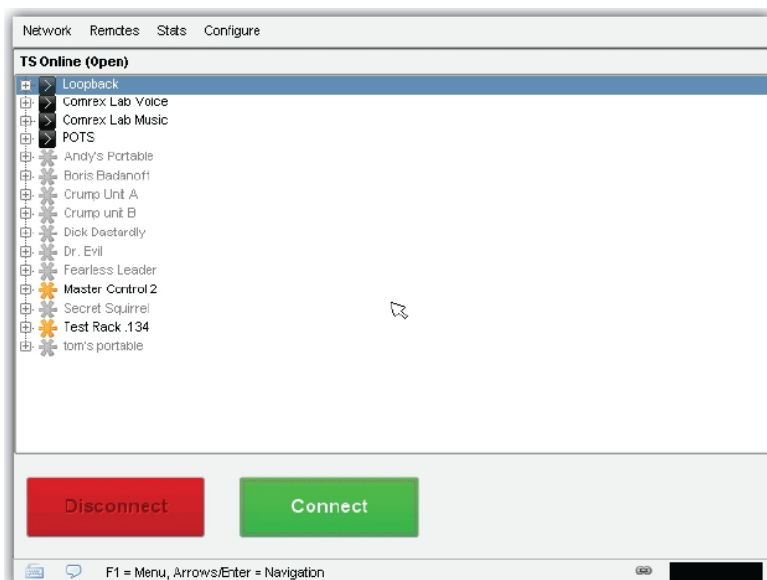 Network Remotes Stats Configure
TS Online (Open)
Loopback
Comrex Lab Voice
Comrex Lab Music
POTS
Andy's Portable
Boris Badanoff
Crump Unit A
Crump unit B
Dick Dastardly
Dr. Evil
Fearless Leader
Master Control 2
Secret Squirrel
Test Rack .134
tom's portable
Disconnect Connect
F1 = Menu, Arrows/Enter = Navigation